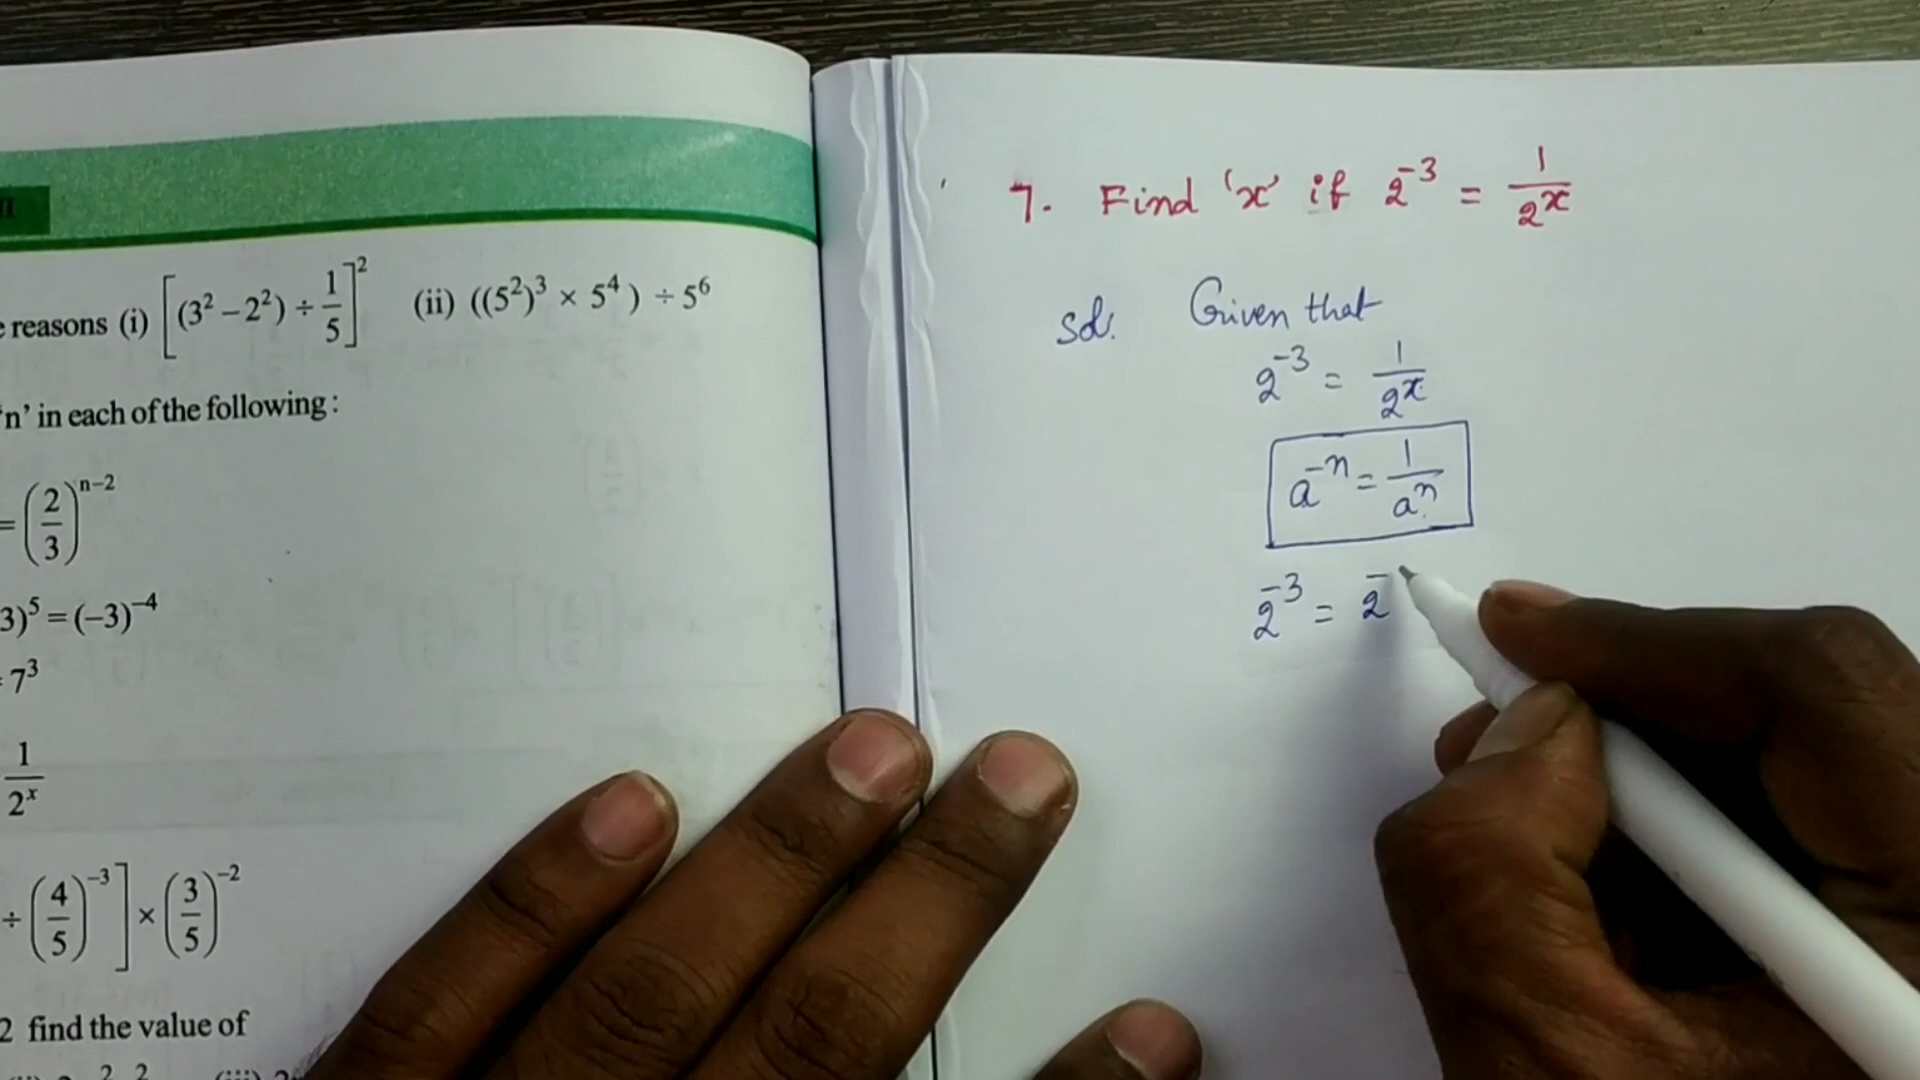 II
reasons (i) [(3² – 2²) ÷ 1/5]² (ii) ((5²)³ × 5⁴) ÷ 5⁶
'n' in each of the following :
= (2/3)ⁿ⁻²
3)⁵ = (–3)⁻⁴
7³
1/2ˣ
÷ (4/5)⁻³] × (3/5)⁻²
2 find the value of
7. Find 'x' if 2⁻³ = 1/2ˣ
Sol. Given that
2⁻³ = 1/2ˣ
a⁻ⁿ = 1/aⁿ
2⁻³ = 2⁻